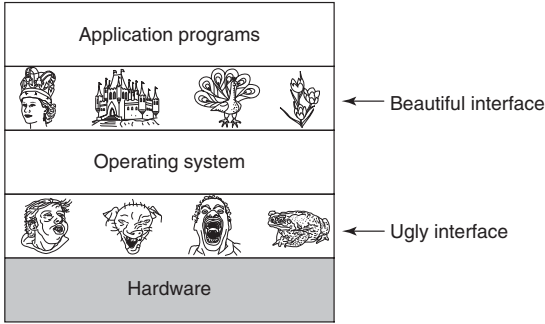 Application programs
Beautiful interface
Operating system
Ugly interface
Hardware